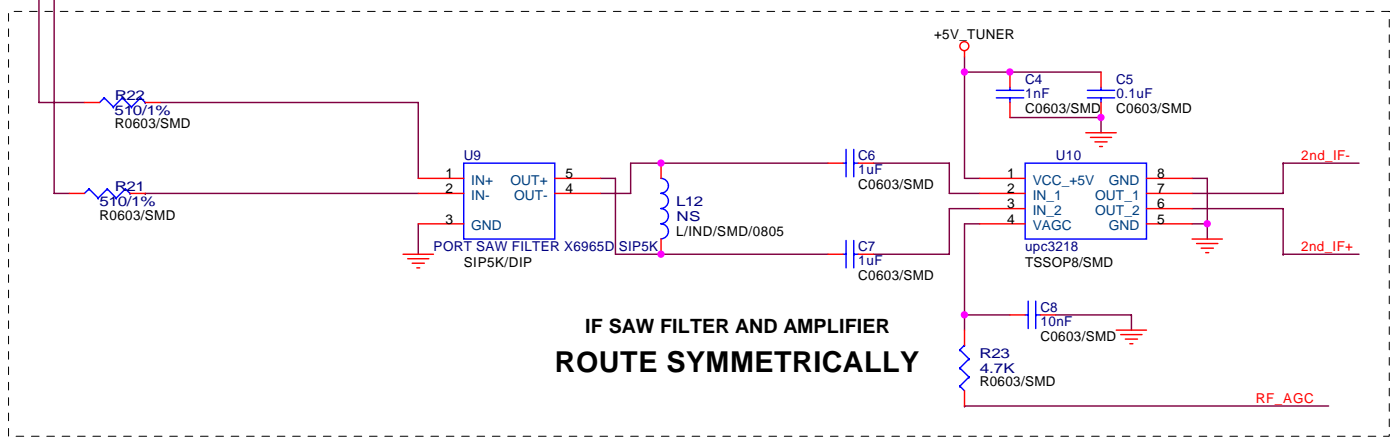 +5V_TUNER
C4
1nF
C0603/SMD
C5
0.1uF
C0603/SMD
R22
510/1%
R0603/SMD
R21
510/1%
R0603/SMD
U9
1 IN+ OUT+ 5
2 IN- OUT- 4
3 GND
PORT SAW FILTER X6965D SIP5K
SIP5K/DIP
L12
NS
L/IND/SMD/0805
C6
1uF
C0603/SMD
C7
1uF
C0603/SMD
U10
1 VCC_+5V GND 8
2 IN_1 OUT_1 7
3 IN_2 OUT_2 6
4 VAGC GND 5
upc3218
TSSOP8/SMD
2nd_IF-
2nd_IF+
C8
10nF
C0603/SMD
R23
4.7K
R0603/SMD
RF_AGC
IF SAW FILTER AND AMPLIFIER
ROUTE SYMMETRICALLY